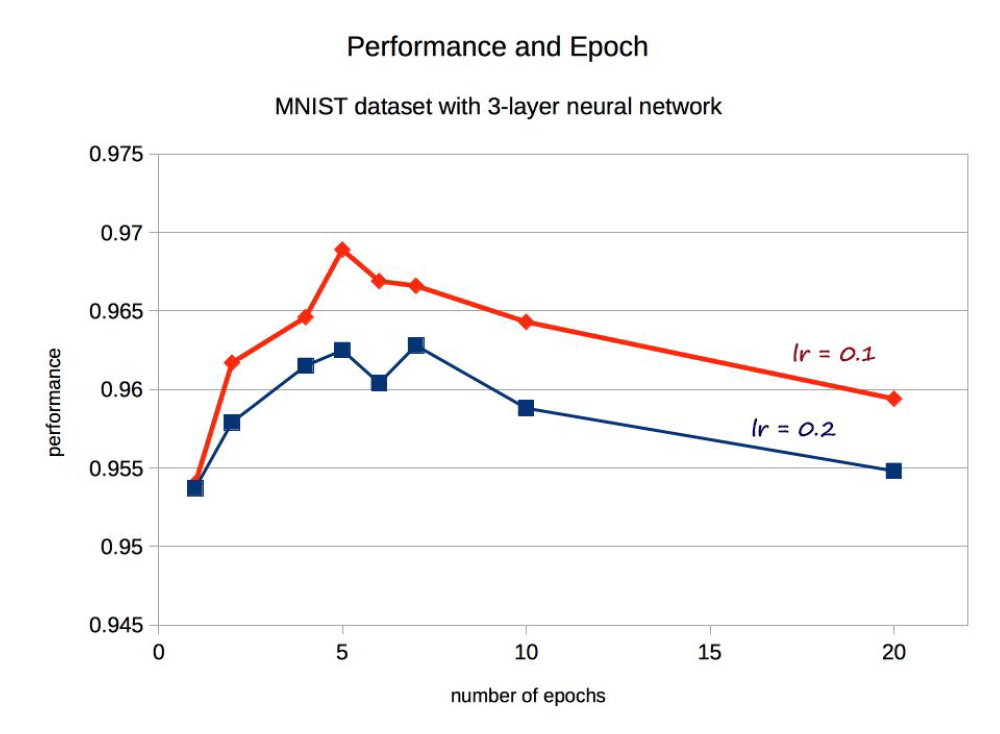 Performance and Epoch
MNIST dataset with 3-layer neural network
performance
0.975
0.97
0.965
0.96
0.955
0.95
0.945
lr = 0.1
lr = 0.2
0 5 10 15 20
number of epochs